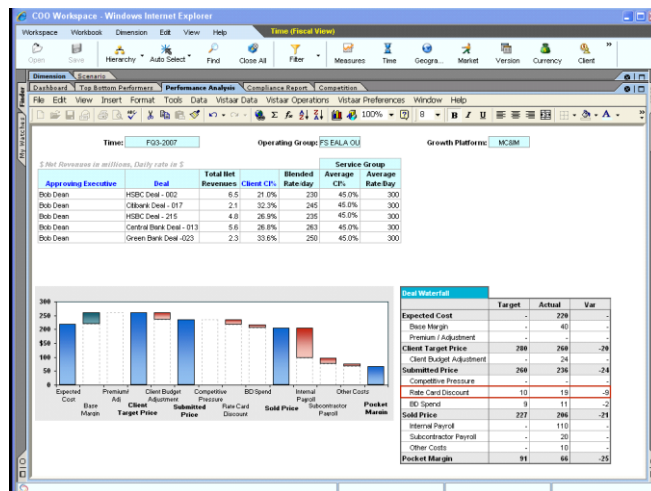 COO Workspace - Windows Internet Explorer
Workspace Workbook Dimension Edit View Help Time (Fiscal View)
Open Save Hierarchy Auto Select Find Close All Filter Measures Time Geogra... Market Version Currency Client »
Dimension Scenario
Dashboard Top Bottom Performers Performance Analysis Compliance Report Competition
File Edit View Insert Format Tools Data Vistaar Data Vistaar Operations Vistaar Preferences Window Help
100% 8 B I U
Finder
My Watches
Time: FQ3-2007 Operating Group: FS EALA OU Growth Platform: MC8IM
$ Net Revenues in millions, Daily rate in $
Service Group
Approving Executive Deal Total Net Revenues Client CI% Blended Rate/day Average CI% Average Rate/Day
Bob Dean HSBC Deal - 002 6.5 21.0% 230 45.0% 300
Bob Dean Citibank Deal - 017 2.1 32.3% 245 45.0% 300
Bob Dean HSBC Deal - 215 4.8 26.9% 235 45.0% 300
Bob Dean Central Bank Deal - 013 5.6 26.8% 263 45.0% 300
Bob Dean Green Bank Deal -023 2.3 33.6% 250 45.0% 300
300
250
200
150
100
50
0
Expected Cost Premium/ Adj Client Budget Adjustment Competitive Pressure BD Spend Internal Payroll Other Costs
Base Margin Client Target Price Submitted Price Rate Card Discount Sold Price Subcontractor Payroll Pocket Margin
Deal Waterfall
Target Actual Var
Expected Cost - 220 -
Base Margin - 40 -
Premium / Adjustment - - -
Client Target Price 280 260 -20
Client Budget Adjustment - 24 -
Submitted Price 260 236 -24
Competitive Pressure - - -
Rate Card Discount 10 19 -9
BD Spend 9 11 -2
Sold Price 227 206 -21
Internal Payroll - 110 -
Subcontractor Payroll - 20 -
Other Costs - 10 -
Pocket Margin 91 66 -25